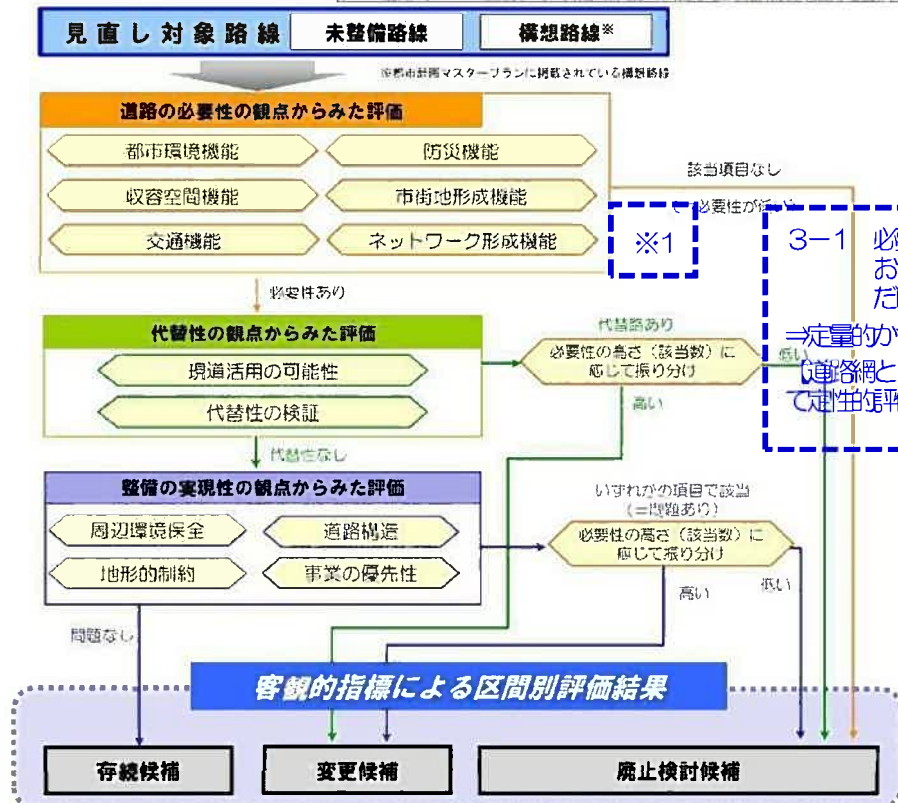 見直し対象路線
未整備路線
構想路線※
※都市計画マスタープランに掲載されている構想路線
道路の必要性の観点からみた評価
都市環境機能
防災機能
収容空間機能
市街地形成機能
交通機能
ネットワーク形成機能
該当項目なし
必要性が低い）
※1
3－1
⇒定量的か
必要性あり
代替性の観点からみた評価
現道活用の可能性
代替性の検証
代替路あり
必要性の高さ（該当数）に
応じて振り分け
低い
高い
代替性なし
整備の実現性の観点からみた評価
周辺環境保全
道路構造
地形的制約
事業の優先性
いずれかの項目で該当
（＝問題あり）
必要性の高さ（該当数）に
応じて振り分け
高い
低い
問題なし
客観的指標による区間別評価結果
存続候補
変更候補
廃止検討候補